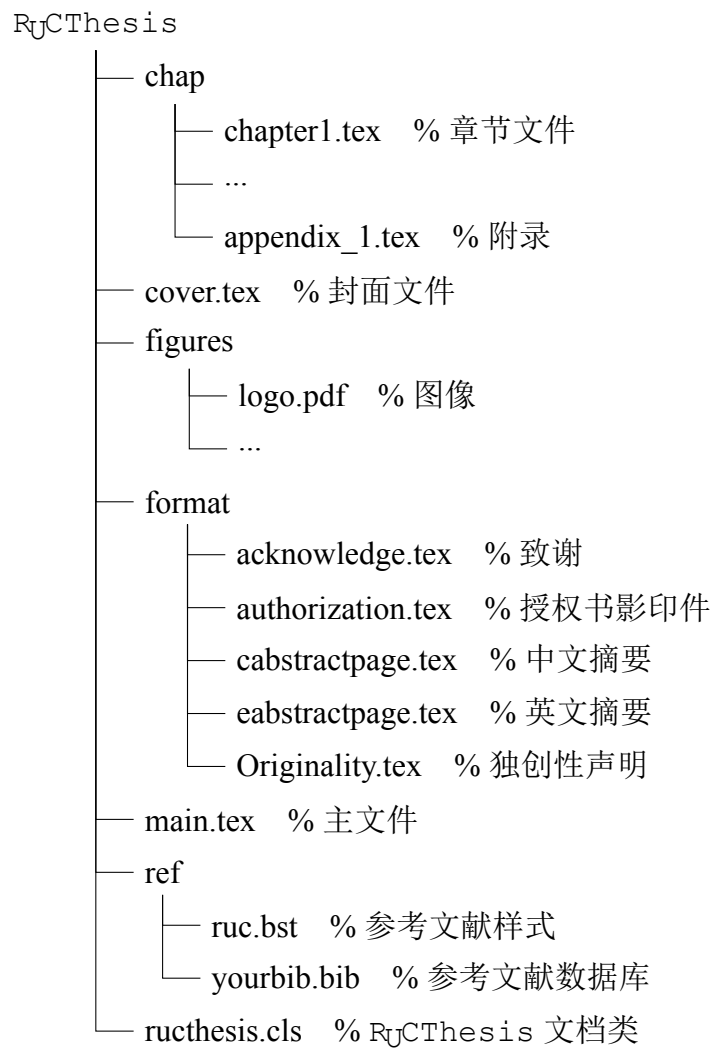 RUCThesis
chap
chapter1.tex % 章节文件
...
appendix_1.tex % 附录
cover.tex % 封面文件
figures
logo.pdf % 图像
...
format
acknowledge.tex % 致谢
authorization.tex % 授权书影印件
cabstractpage.tex % 中文摘要
eabstractpage.tex % 英文摘要
Originality.tex % 独创性声明
main.tex % 主文件
ref
ruc.bst % 参考文献样式
yourbib.bib % 参考文献数据库
ructhesis.cls % RUCThesis 文档类